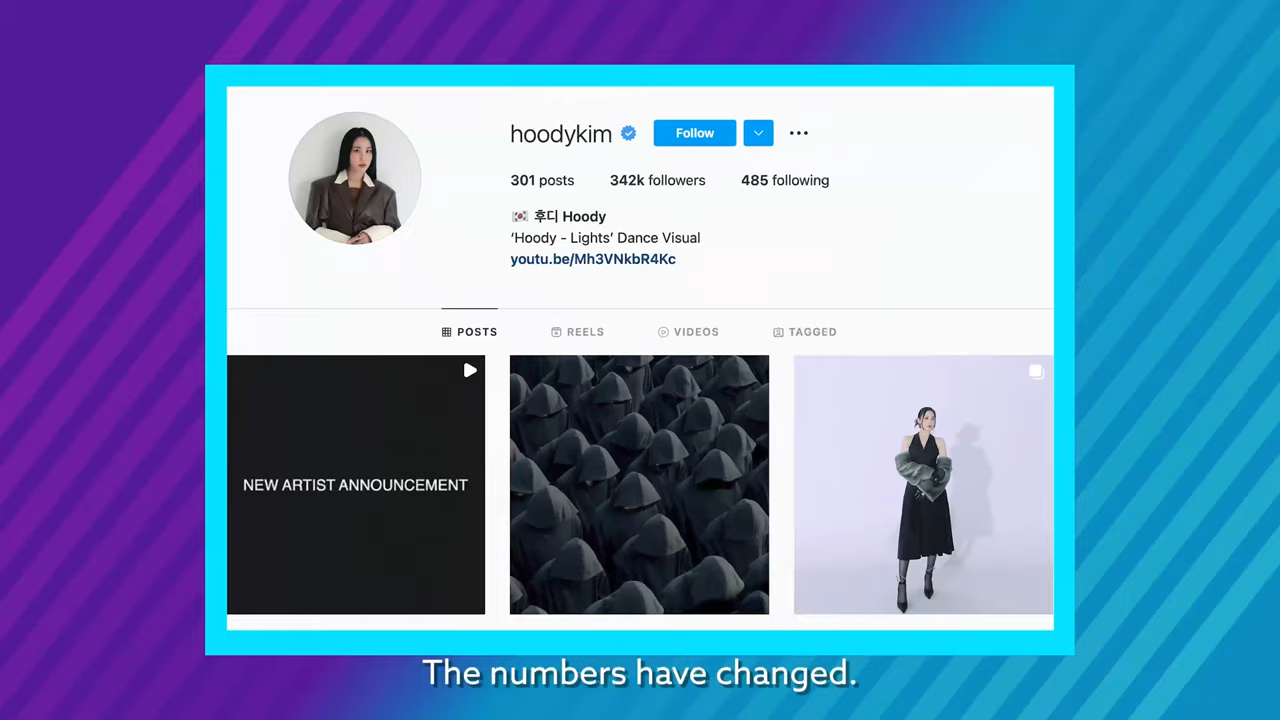 hoodykim
Follow
301 posts 342k followers 485 following
후디 Hoody
‘Hoody - Lights’ Dance Visual
youtu.be/Mh3VNkbR4Kc
POSTS REELS VIDEOS TAGGED
NEW ARTIST ANNOUNCEMENT
The numbers have changed.